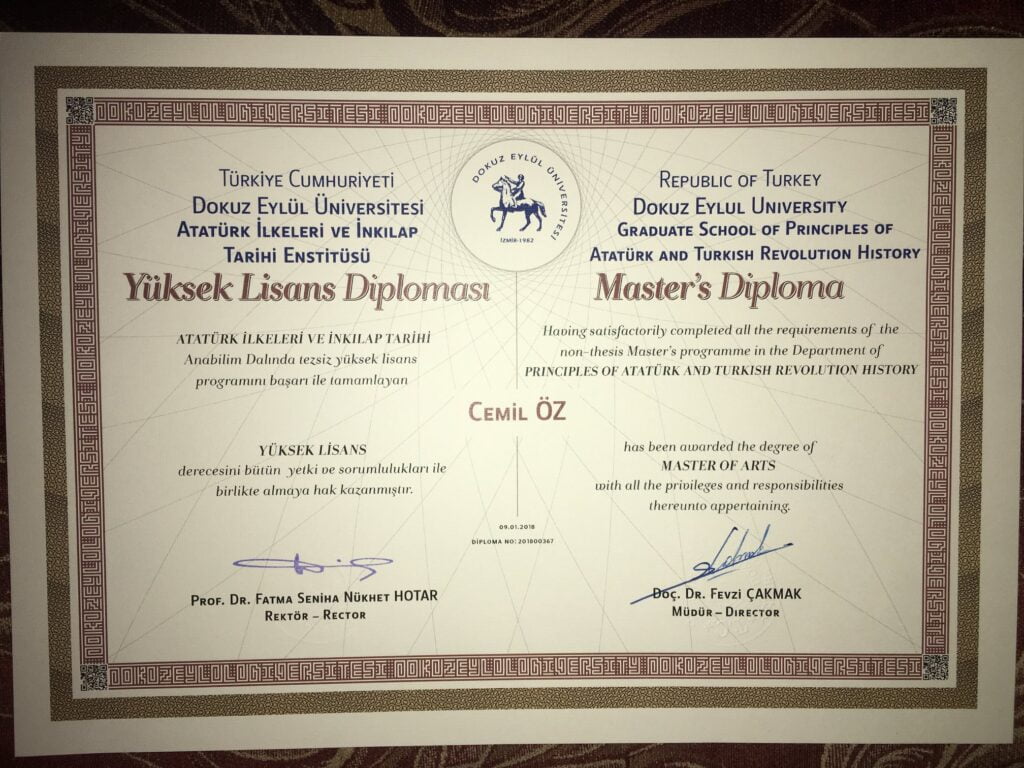 DOKUZ EYLÜL ÜNİVERSİTESİ
İZMİR-1982
TÜRKİYE CUMHURİYETİ
DOKUZ EYLÜL ÜNİVERSİTESİ
ATATÜRK İLKELERİ VE İNKILAP
TARİHİ ENSTİTÜSÜ
Yüksek Lisans Diploması
ATATÜRK İLKELERİ VE İNKILAP TARİHİ
Anabilim Dalında tezsiz yüksek lisans
programını başarı ile tamamlayan
REPUBLIC OF TURKEY
DOKUZ EYLUL UNIVERSITY
GRADUATE SCHOOL OF PRINCIPLES OF
ATATÜRK AND TURKISH REVOLUTION HISTORY
Master's Diploma
Having satisfactorily completed all the requirements of the
non-thesis Master's programme in the Department of
PRINCIPLES OF ATATÜRK AND TURKISH REVOLUTION HISTORY
CEMİL ÖZ
YÜKSEK LİSANS
derecesini bütün yetki ve sorumlulukları ile
birlikte almaya hak kazanmıştır.
has been awarded the degree of
MASTER OF ARTS
with all the privileges and responsibilities
thereunto appertaining.
09.01.2018
DİPLOMA NO: 201800367
PROF. DR. FATMA SENİHA NÜKHET HOTAR
REKTÖR – RECTOR
DOÇ. DR. FEVZİ ÇAKMAK
MÜDÜR – DIRECTOR